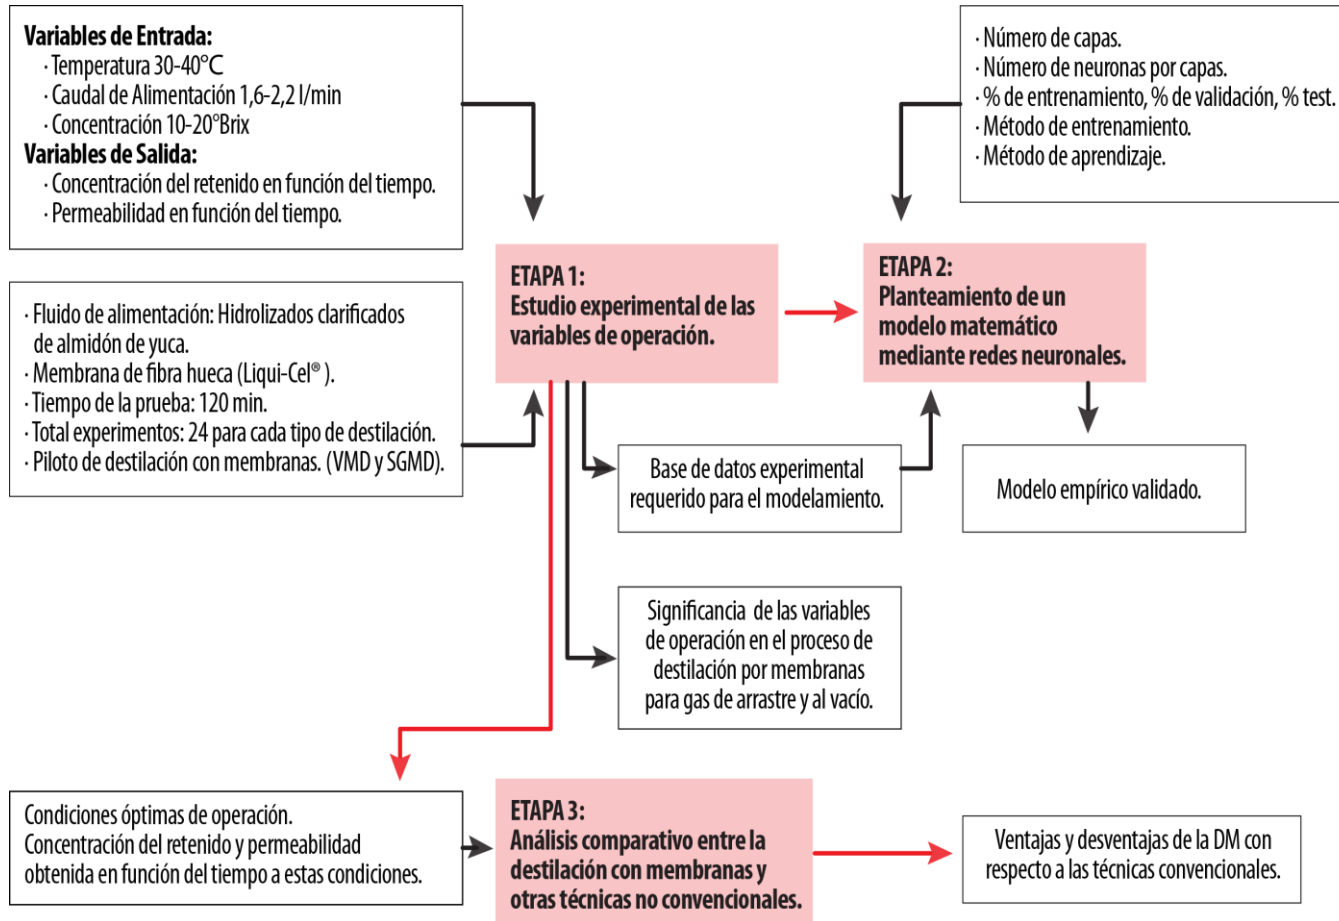 Variables de Entrada:
· Temperatura 30-40°C
· Caudal de Alimentación 1,6-2,2 l/min
· Concentración 10-20°Brix
Variables de Salida:
· Concentración del retenido en función del tiempo.
· Permeabilidad en función del tiempo.
· Número de capas.
· Número de neuronas por capas.
· % de entrenamiento, % de validación, % test.
· Método de entrenamiento.
· Método de aprendizaje.
· Fluido de alimentación: Hidrolizados clarificados
de almidón de yuca.
· Membrana de fibra hueca (Liqui-Cel® ).
· Tiempo de la prueba: 120 min.
· Total experimentos: 24 para cada tipo de destilación.
· Piloto de destilación con membranas. (VMD y SGMD).
ETAPA 1:
Estudio experimental de las
variables de operación.
ETAPA 2:
Planteamiento de un
modelo matemático
mediante redes neuronales.
Base de datos experimental
requerido para el modelamiento.
Modelo empírico validado.
Significancia de las variables
de operación en el proceso de
destilación por membranas
para gas de arrastre y al vacío.
Condiciones óptimas de operación.
Concentración del retenido y permeabilidad
obtenida en función del tiempo a estas condiciones.
ETAPA 3:
Análisis comparativo entre la
destilación con membranas y
otras técnicas no convencionales.
Ventajas y desventajas de la DM con
respecto a las técnicas convencionales.